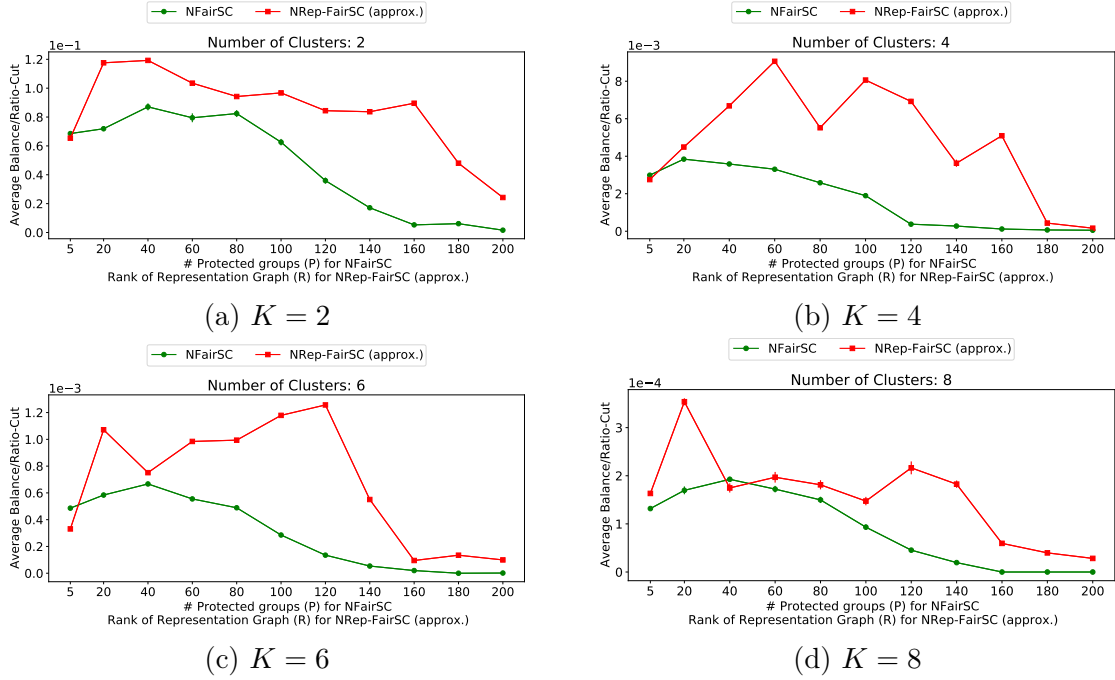 NFairSC NRep-FairSC (approx.)
Number of Clusters: 2
1e−1
Average Balance/Ratio-Cut
1.2
1.0
0.8
0.6
0.4
0.2
0.0
5 20 40 60 80 100 120 140 160 180 200
# Protected groups (P) for NFairSC
Rank of Representation Graph (R) for NRep-FairSC (approx.)
(a) K = 2
NFairSC NRep-FairSC (approx.)
Number of Clusters: 4
1e−3
Average Balance/Ratio-Cut
8
6
4
2
0
5 20 40 60 80 100 120 140 160 180 200
# Protected groups (P) for NFairSC
Rank of Representation Graph (R) for NRep-FairSC (approx.)
(b) K = 4
NFairSC NRep-FairSC (approx.)
Number of Clusters: 6
1e−3
Average Balance/Ratio-Cut
1.2
1.0
0.8
0.6
0.4
0.2
0.0
5 20 40 60 80 100 120 140 160 180 200
# Protected groups (P) for NFairSC
Rank of Representation Graph (R) for NRep-FairSC (approx.)
(c) K = 6
NFairSC NRep-FairSC (approx.)
Number of Clusters: 8
1e−4
Average Balance/Ratio-Cut
3
2
1
0
5 20 40 60 80 100 120 140 160 180 200
# Protected groups (P) for NFairSC
Rank of Representation Graph (R) for NRep-FairSC (approx.)
(d) K = 8